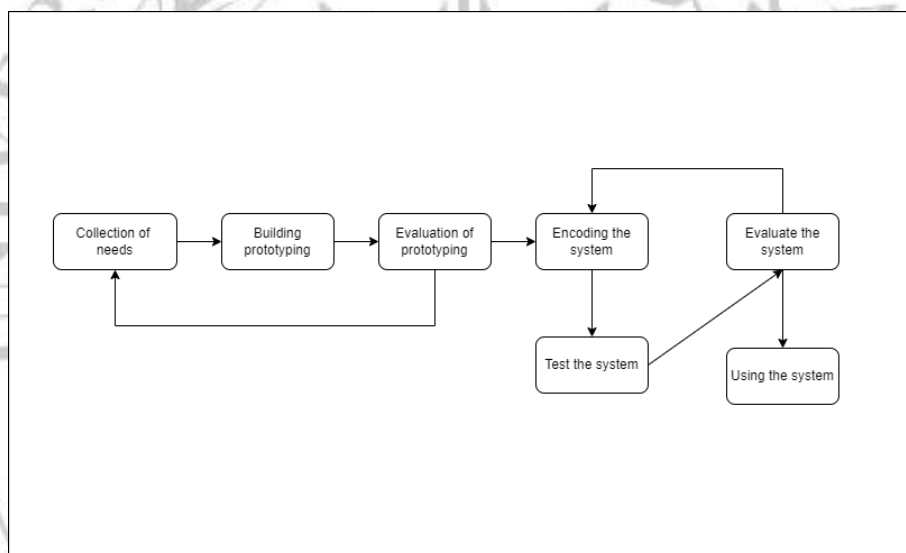 Collection of
needs
Building
prototyping
Evaluation of
prototyping
Encoding the
system
Evaluate the
system
Test the system
Using the system